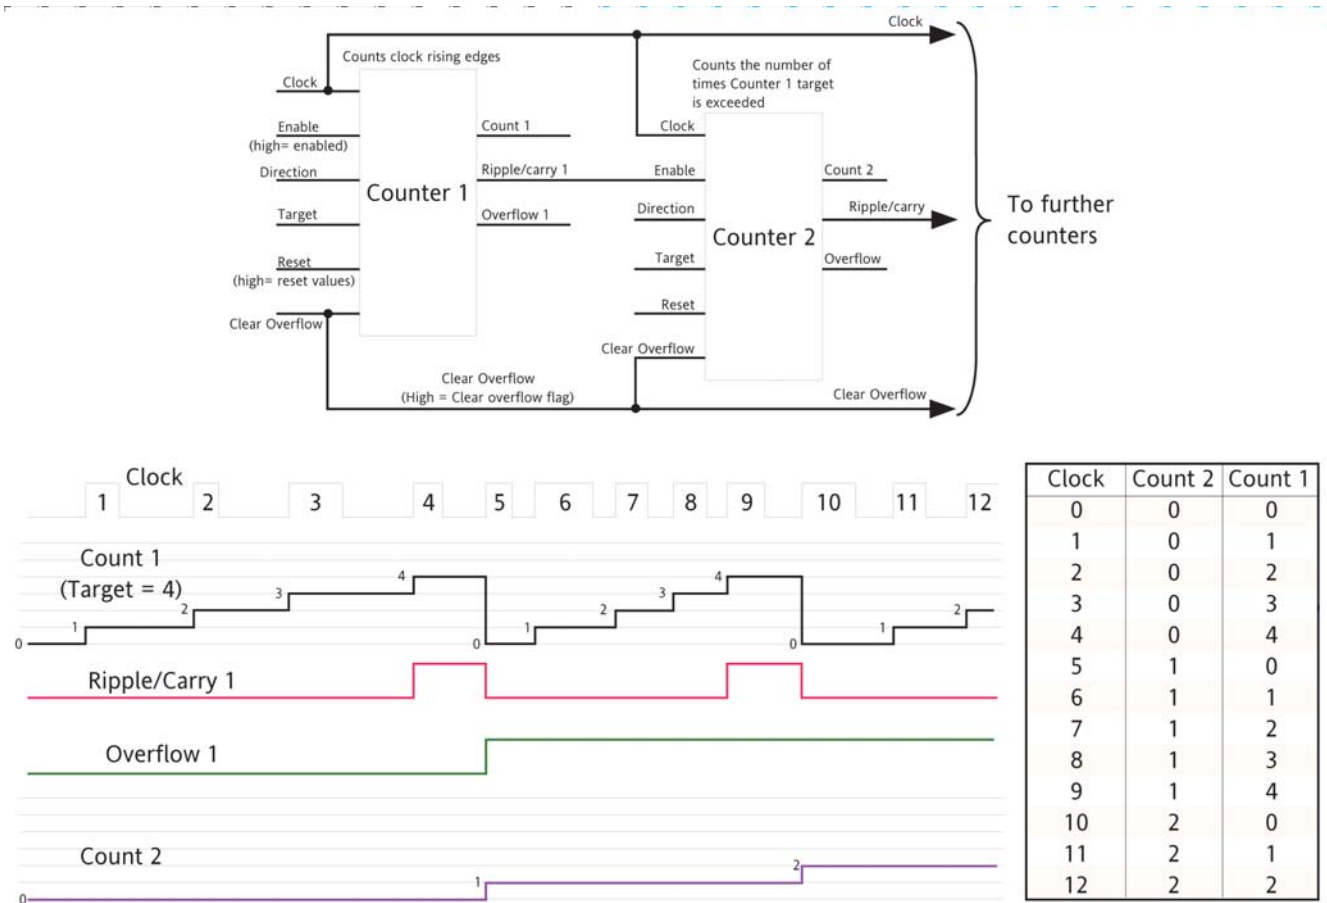 Clock
Counts clock rising edges
Counts the number of
times Counter 1 target
is exceeded
Clock
Enable
(high= enabled)
Direction
Target
Reset
(high= reset values)
Clear Overflow
Counter 1
Count 1
Ripple/carry 1
Overflow 1
Clock
Enable
Direction
Target
Reset
Clear Overflow
Counter 2
Count 2
Ripple/carry
Overflow
To further
counters
Clear Overflow
(High = Clear overflow flag)
Clear Overflow
Clock
1 2 3 4 5 6 7 8 9 10 11 12
Count 1
(Target = 4)
0 1 2 3 4 0 1 2 3 4 0 1 2
Ripple/Carry 1
Overflow 1
Count 2
0 1 2
Clock Count 2 Count 1
0 0 0
1 0 1
2 0 2
3 0 3
4 0 4
5 1 0
6 1 1
7 1 2
8 1 3
9 1 4
10 2 0
11 2 1
12 2 2